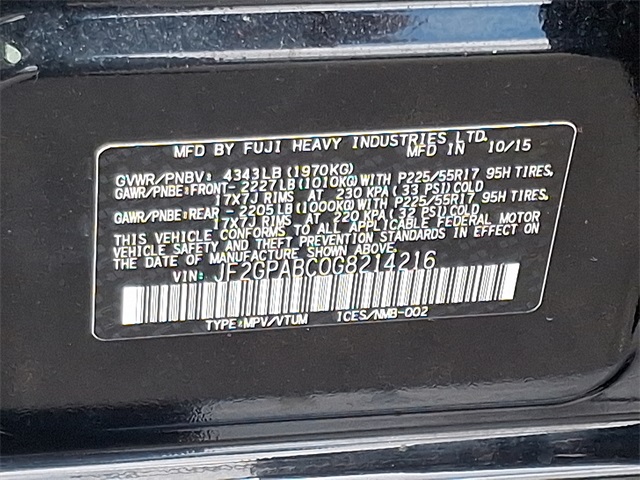 MFD BY FUJI HEAVY INDUSTRIES LTD.
MFD IN 10/15
GVWR/PNBV: 4343LB (1970KG)
GAWR/PNBE:FRONT- 2227LB (1010KG) WITH P225/55R17 95H TIRES,
17X7J RIMS AT 230 KPA (33 PSI) COLD
GAWR/PNBE:REAR - 2205LB (1000KG) WITH P225/55R17 95H TIRES,
17X7J RIMS AT 220 KPA (32 PSI) COLD
THIS VEHICLE CONFORMS TO ALL APPLICABLE FEDERAL MOTOR
VEHICLE SAFETY AND THEFT PREVENTION STANDARDS IN EFFECT ON
THE DATE OF MANUFACTURE SHOWN ABOVE.
VIN: JF2GPABC0G8214216
TYPE:MPV/VTUM ICES/NMB-002